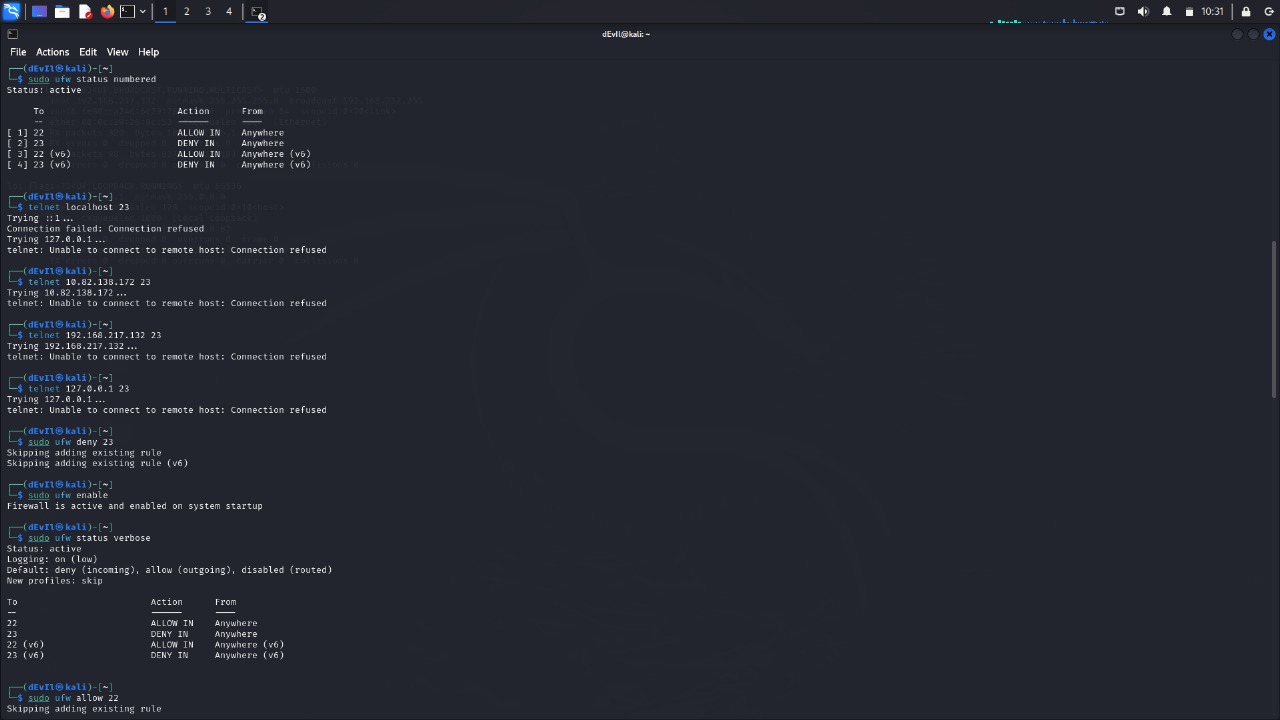 1 2 3 4 2 10:31
dEvIl@kali: ~
File Actions Edit View Help
┌──(dEvIl㉿kali)-[~]
└─$ sudo ufw status numbered
Status: active
To Action From
-- ------ ----
[ 1] 22 ALLOW IN Anywhere
[ 2] 23 DENY IN Anywhere
[ 3] 22 (v6) ALLOW IN Anywhere (v6)
[ 4] 23 (v6) DENY IN Anywhere (v6)
┌──(dEvIl㉿kali)-[~]
└─$ telnet localhost 23
Trying ::1...
Connection failed: Connection refused
Trying 127.0.0.1...
telnet: Unable to connect to remote host: Connection refused
┌──(dEvIl㉿kali)-[~]
└─$ telnet 10.82.138.172 23
Trying 10.82.138.172...
telnet: Unable to connect to remote host: Connection refused
┌──(dEvIl㉿kali)-[~]
└─$ telnet 192.168.217.132 23
Trying 192.168.217.132...
telnet: Unable to connect to remote host: Connection refused
┌──(dEvIl㉿kali)-[~]
└─$ telnet 127.0.0.1 23
Trying 127.0.0.1...
telnet: Unable to connect to remote host: Connection refused
┌──(dEvIl㉿kali)-[~]
└─$ sudo ufw deny 23
Skipping adding existing rule
Skipping adding existing rule (v6)
┌──(dEvIl㉿kali)-[~]
└─$ sudo ufw enable
Firewall is active and enabled on system startup
┌──(dEvIl㉿kali)-[~]
└─$ sudo ufw status verbose
Status: active
Logging: on (low)
Default: deny (incoming), allow (outgoing), disabled (routed)
New profiles: skip
To Action From
-- ------ ----
22 ALLOW IN Anywhere
23 DENY IN Anywhere
22 (v6) ALLOW IN Anywhere (v6)
23 (v6) DENY IN Anywhere (v6)
┌──(dEvIl㉿kali)-[~]
└─$ sudo ufw allow 22
Skipping adding existing rule